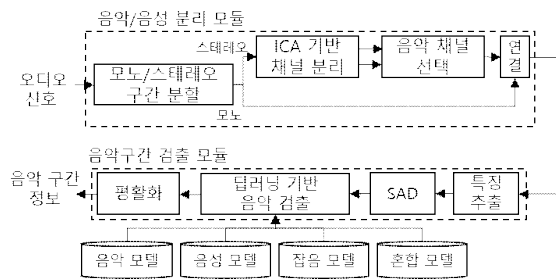 음악/음성 분리 모듈
오디오
신호
모노/스테레오
구간 분할
스테레오
모노
ICA 기반
채널 분리
음악 채널
선택
연
결
음악구간 검출 모듈
음악 구간
정보
평활화
딥러닝 기반
음악 검출
SAD
특징
추출
음악 모델
음성 모델
잡음 모델
혼합 모델